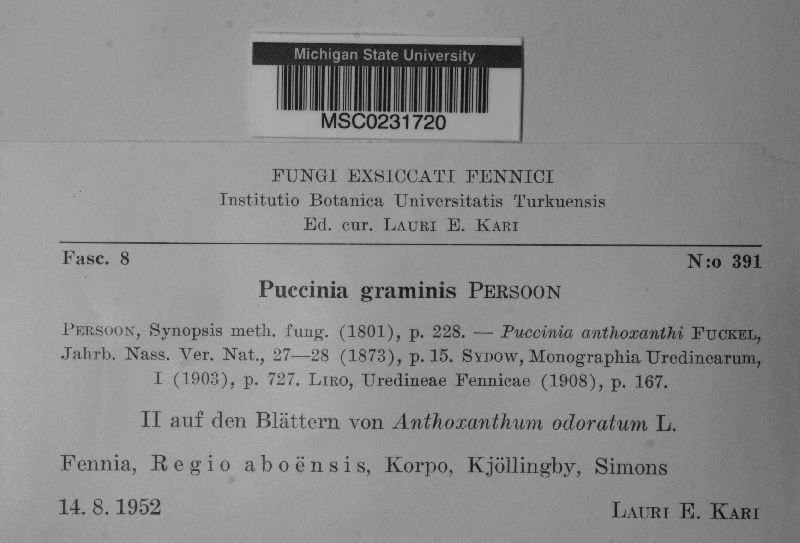 Michigan State University
MSC0231720
FUNGI EXSICCATI FENNICI
Institutio Botanica Universitatis Turkuensis
Ed. cur. LAURI E. KARI
Fasc. 8 N:o 391
Puccinia graminis PERSOON
PERSOON, Synopsis meth. fung. (1801), p. 228. — Puccinia anthoxanthi FUCKEL,
Jahrb. Nass. Ver. Nat., 27—28 (1873), p. 15. SYDOW, Monographia Uredinearum,
I (1903), p. 727. LIRO, Uredineae Fennicae (1908), p. 167.
II auf den Blättern von Anthoxanthum odoratum L.
Fennia, Regio aboënsis, Korpo, Kjöllingby, Simons
14. 8. 1952 LAURI E. KARI